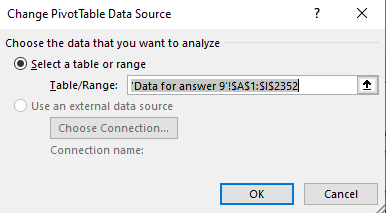 Change PivotTable Data Source
?
×
Choose the data that you want to analyze
Select a table or range
Table/Range: 'Data for answer 9'!$A$1:$I$2352
Use an external data source
Choose Connection...
Connection name:
OK Cancel